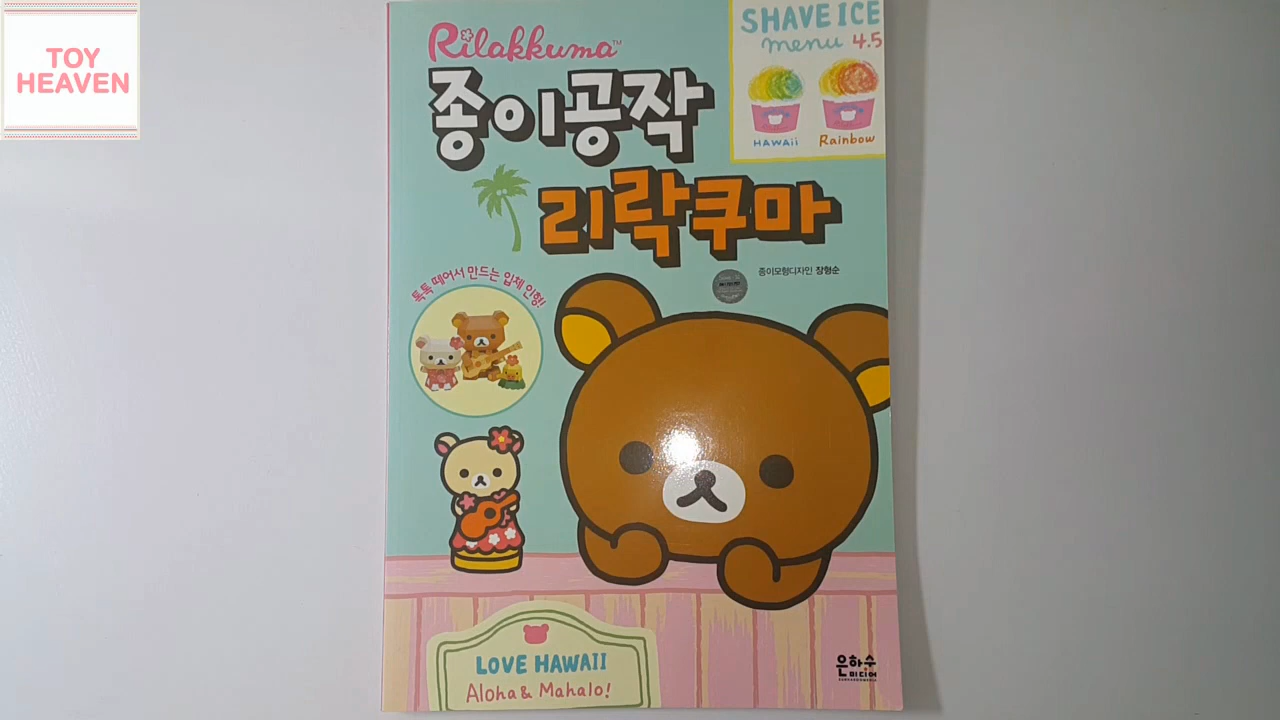 TOY
HEAVEN
Rilakkuma™
종이공작
리락쿠마
SHAVE ICE
menu 4.5
HAWAii
Rainbow
종이모형디자인 장형순
톡톡 떼어서 만드는 입체 인형!
LOVE HAWAII
Aloha & Mahalo!
은하수
미디어